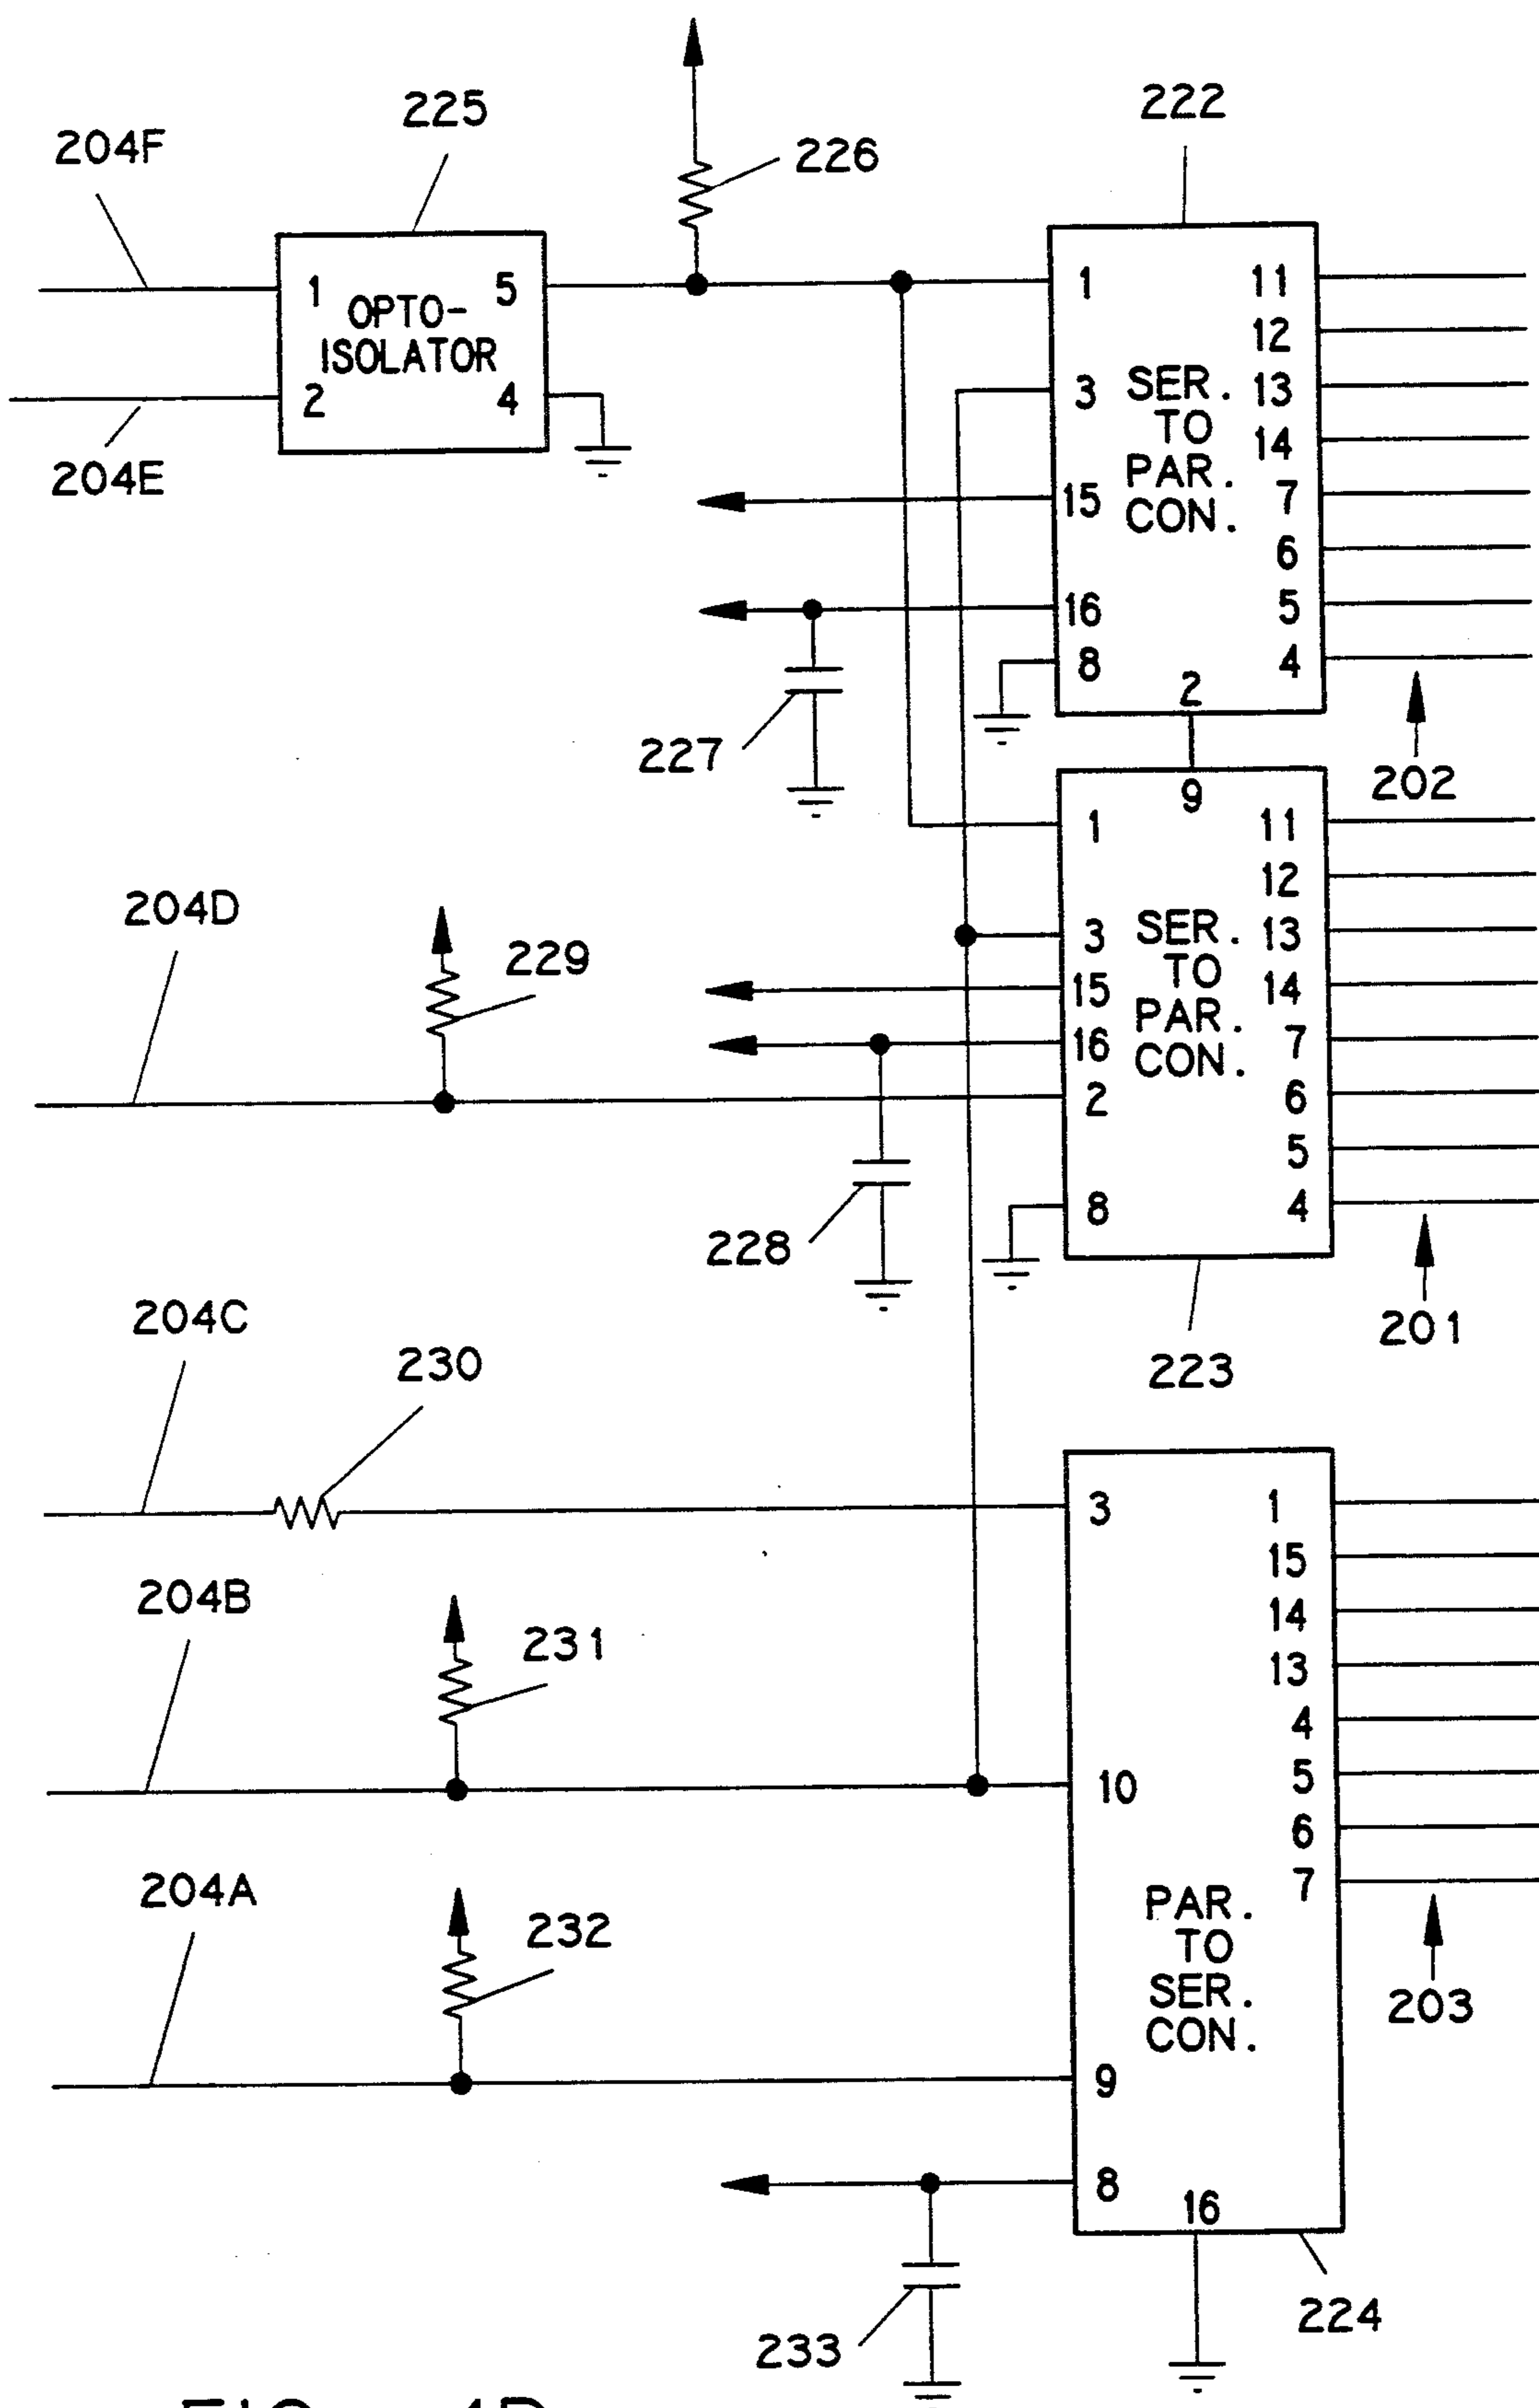 225
222
204F
226
1 OPTO- 5
ISOLATOR
2 4
204E
1 11
12
3 SER. 13
TO 14
PAR.
15 CON. 7
6
16 5
8 4
2
227
202
9
1 11
12
204D
229
3 SER. 13
TO
15 PAR. 14
16 CON. 7
2 6
5
8 4
228
201
223
204C
230
3 1
15
204B
14
231
13
4
10 5
6
204A
7
232
PAR.
TO
SER.
CON.
203
9
8
16
224
233